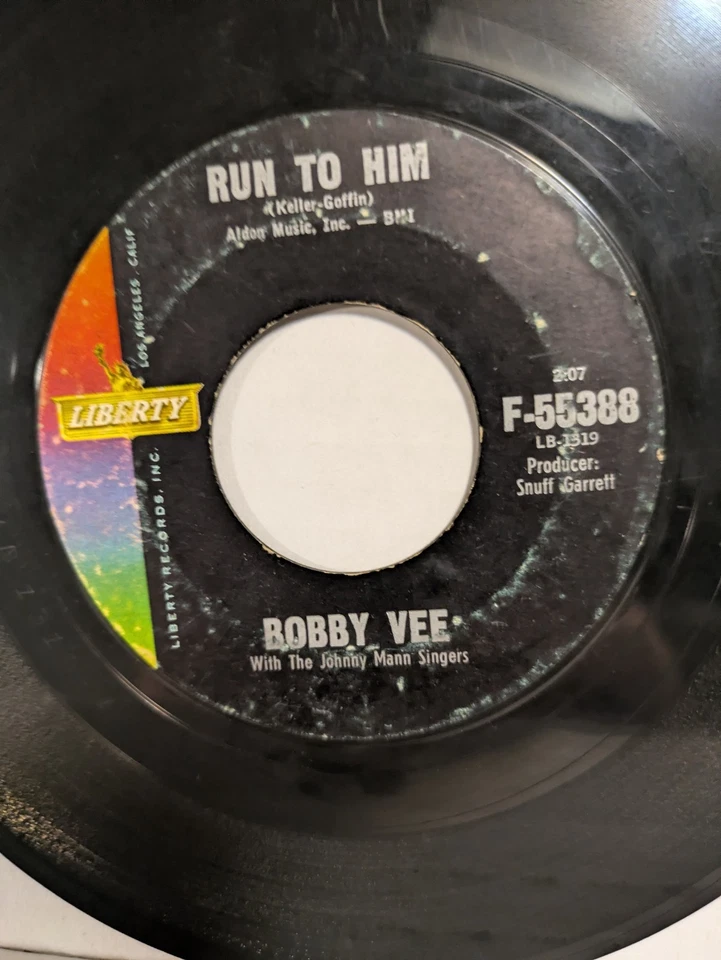 RUN TO HIM
(Keller-Goffin)
Aldon Music, Inc. — BMI
LIBERTY RECORDS, INC. LOS ANGELES, CALIF
LIBERTY
2:07
F-55388
LB-1319
Producer:
Snuff Garrett
BOBBY VEE
With The Johnny Mann Singers